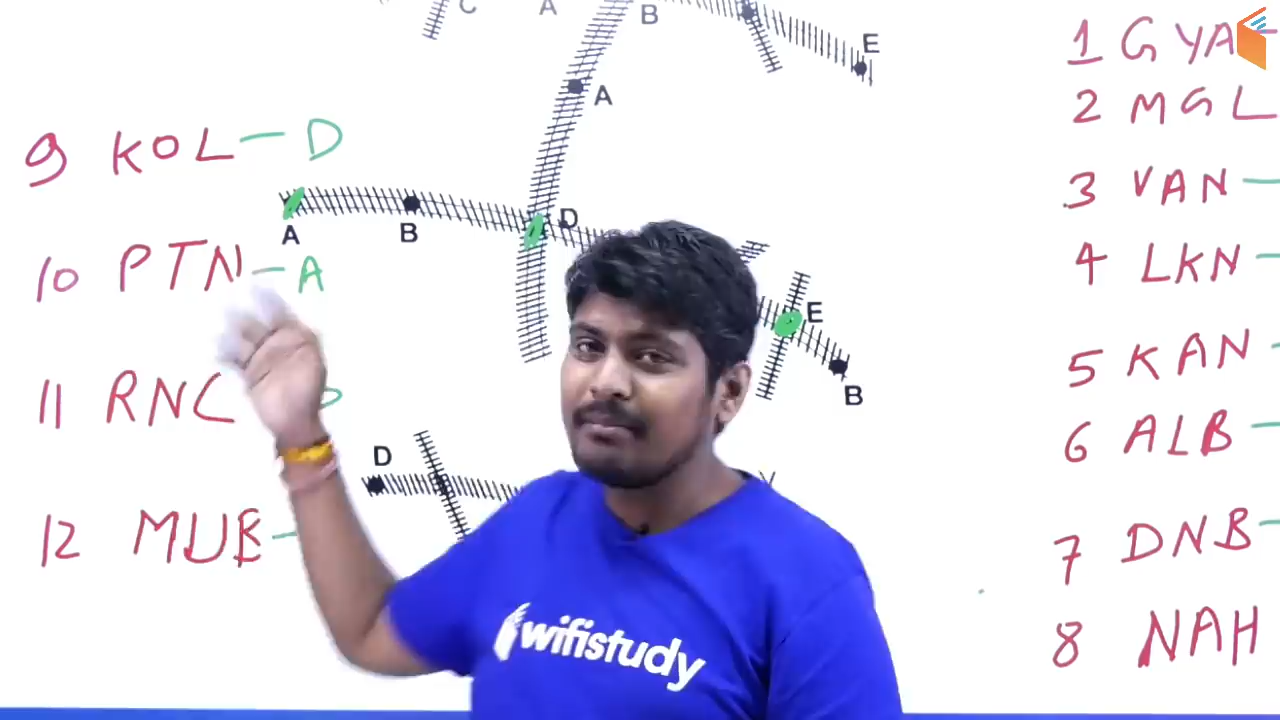 C A B
E
A
D
A B
E
B
D
9 KOL — D
10 PTN — A
11 RNC
12 MUB —
1 GYA
2 MGL
3 VAN —
4 LKN —
5 KAN
6 ALB —
7 DNB —
8 NAH
wifistudy